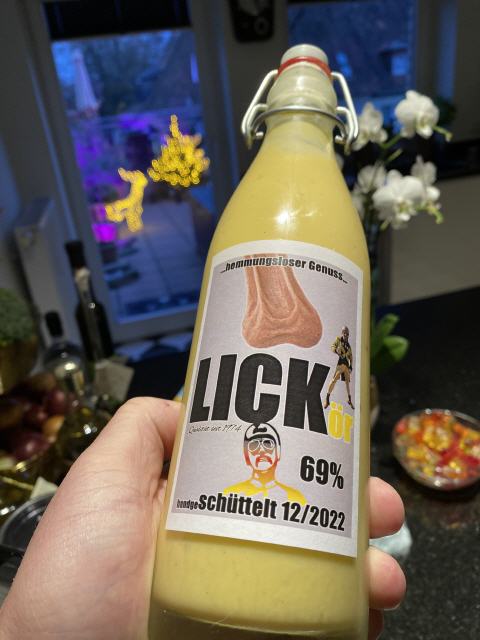 ...hemmungsloser Genuss...
LICKör
Qualität seit 1974
69%
handgeschüttelt 12/2022